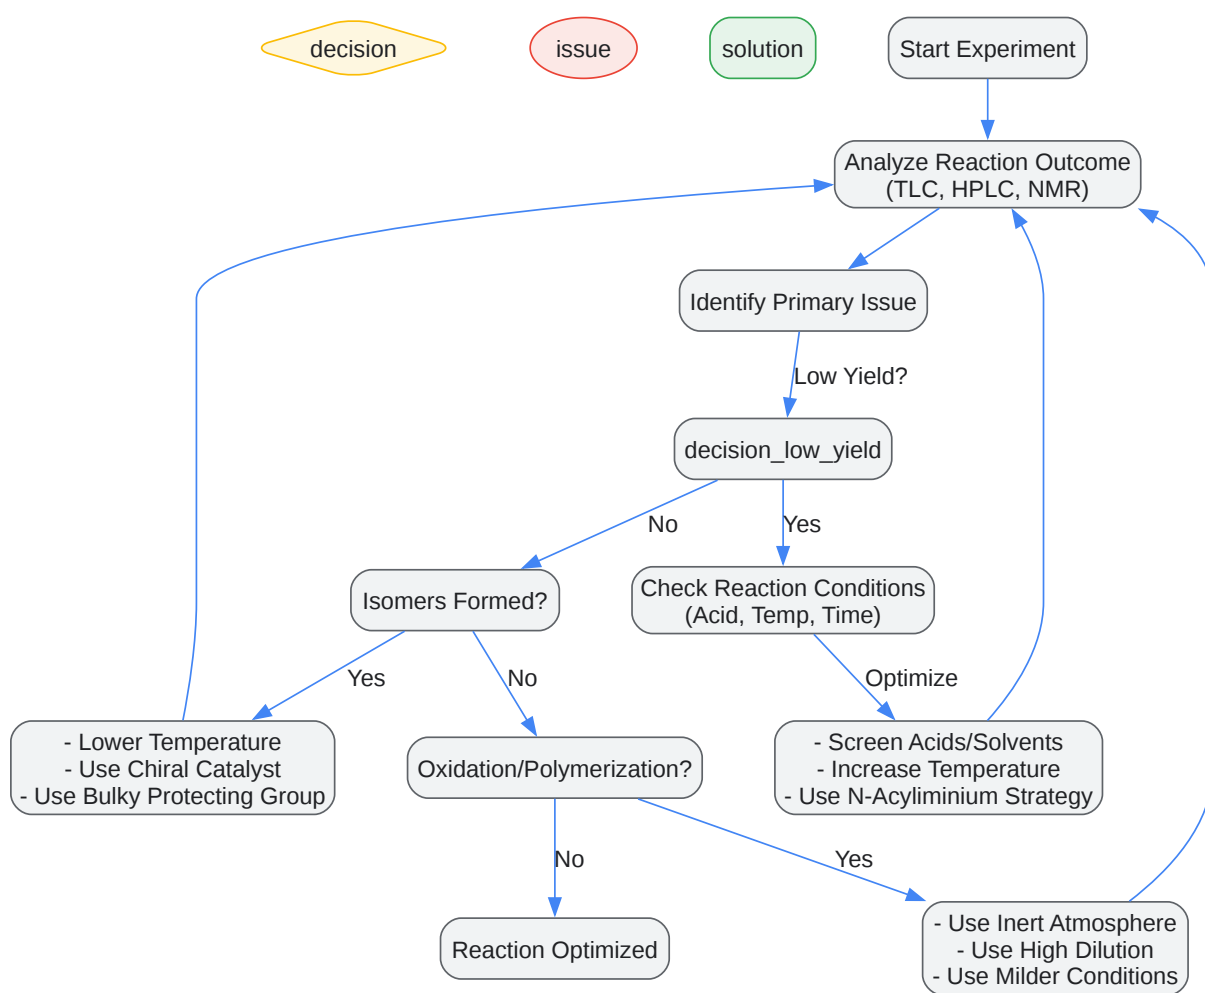 decision
issue
solution
Start Experiment
Analyze Reaction Outcome
(TLC, HPLC, NMR)
Identify Primary Issue
Low Yield?
decision_low_yield
No
Yes
Isomers Formed?
Check Reaction Conditions
(Acid, Temp, Time)
Yes
No
Optimize
- Lower Temperature
- Use Chiral Catalyst
- Use Bulky Protecting Group
Oxidation/Polymerization?
- Screen Acids/Solvents
- Increase Temperature
- Use N-Acyliminium Strategy
No
Yes
Reaction Optimized
- Use Inert Atmosphere
- Use High Dilution
- Use Milder Conditions